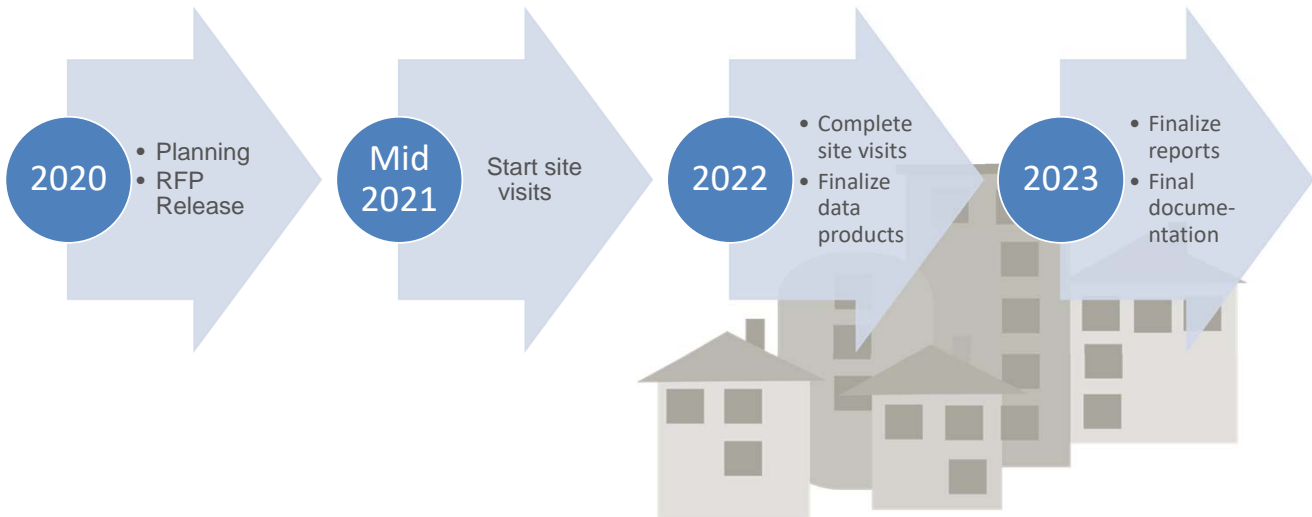 2020
• Planning
• RFP
Release
Mid
2021
Start site
visits
2022
• Complete
site visits
• Finalize
data
products
2023
• Finalize
reports
• Final
docume-
ntation